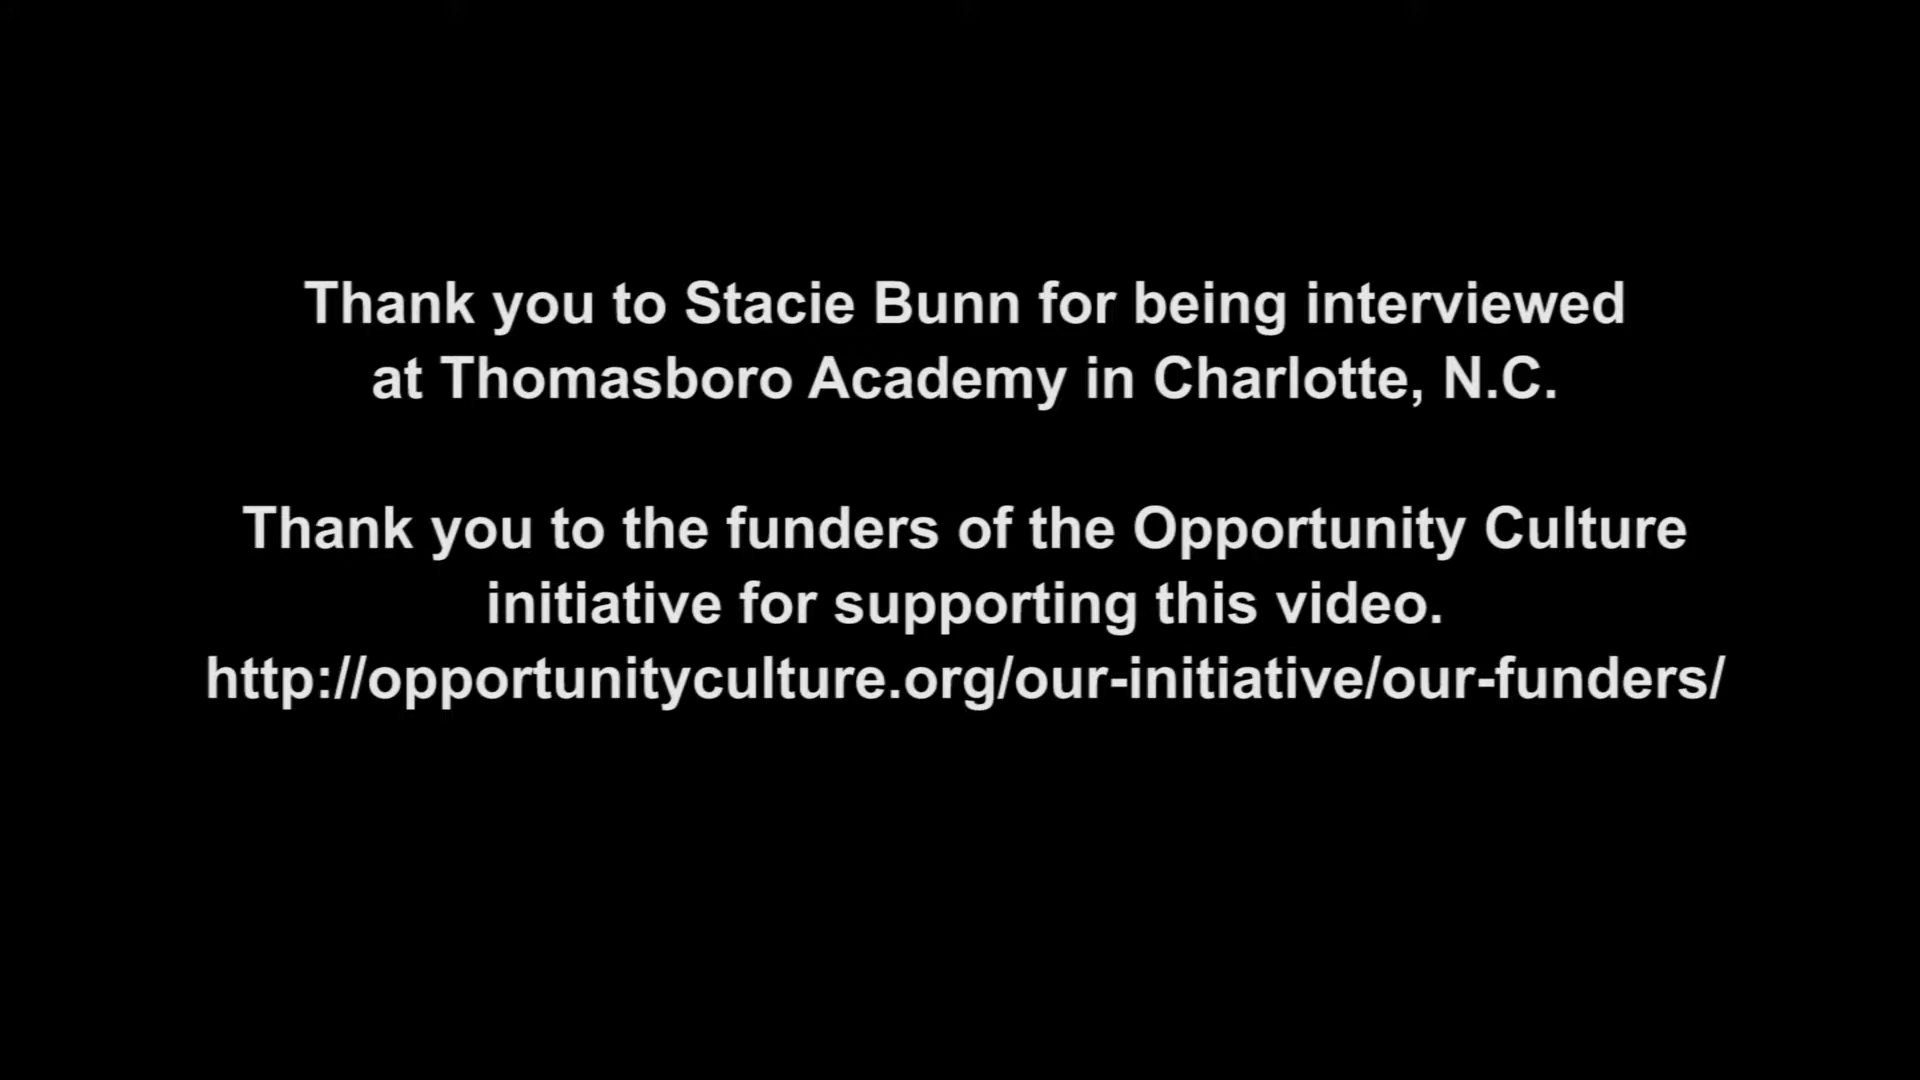 Thank you to Stacie Bunn for being interviewed
at Thomasboro Academy in Charlotte, N.C.
Thank you to the funders of the Opportunity Culture
initiative for supporting this video.
http://opportunityculture.org/our-initiative/our-funders/